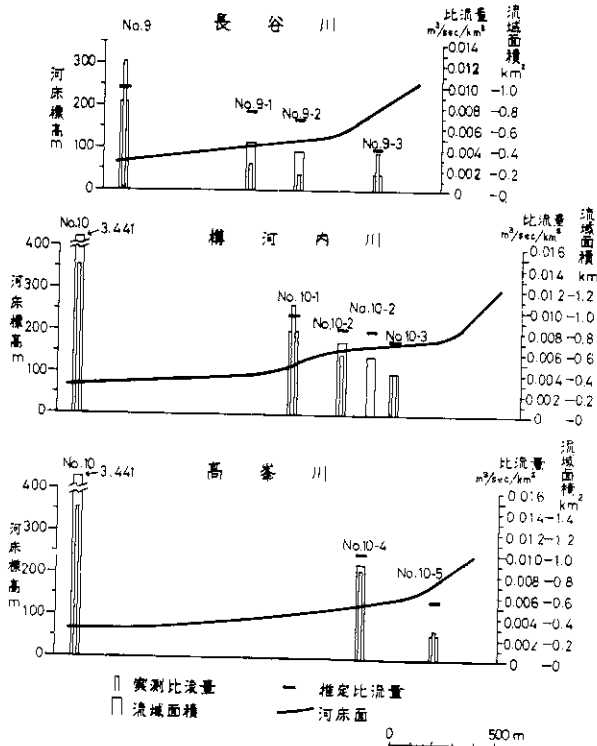 No.9 長谷川
比流量 流域面積
m³/sec/km² km²
河床標高 m
300
200
100
0
No.9-1
No.9-2
No.9-3
0.014
0.012
0.010 -1.0
0.008 -0.8
0.006 -0.6
0.004 -0.4
0.002 -0.2
0 -0
樽河内川
比流量 流域面積
m³/sec/km² km²
No.10
3.441
河床標高 m
400
300
200
100
0
No.10-1
No.10-2
No.10-2
No.10-3
0.016
0.014
0.012 -1.2
0.010 -1.0
0.008 -0.8
0.006 -0.6
0.004 -0.4
0.002 -0.2
0 -0
高峯川
比流量 流域面積
m³/sec/km² km²
No.10
3.441
河床標高 m
400
300
200
100
0
No.10-4
No.10-5
0.016
0.014 -1.4
0.012 -1.2
0.010 -1.0
0.008 -0.8
0.006 -0.6
0.004 -0.4
0.002 -0.2
0 -0
実測比流量 推定比流量
流域面積 河床面
0 500 m